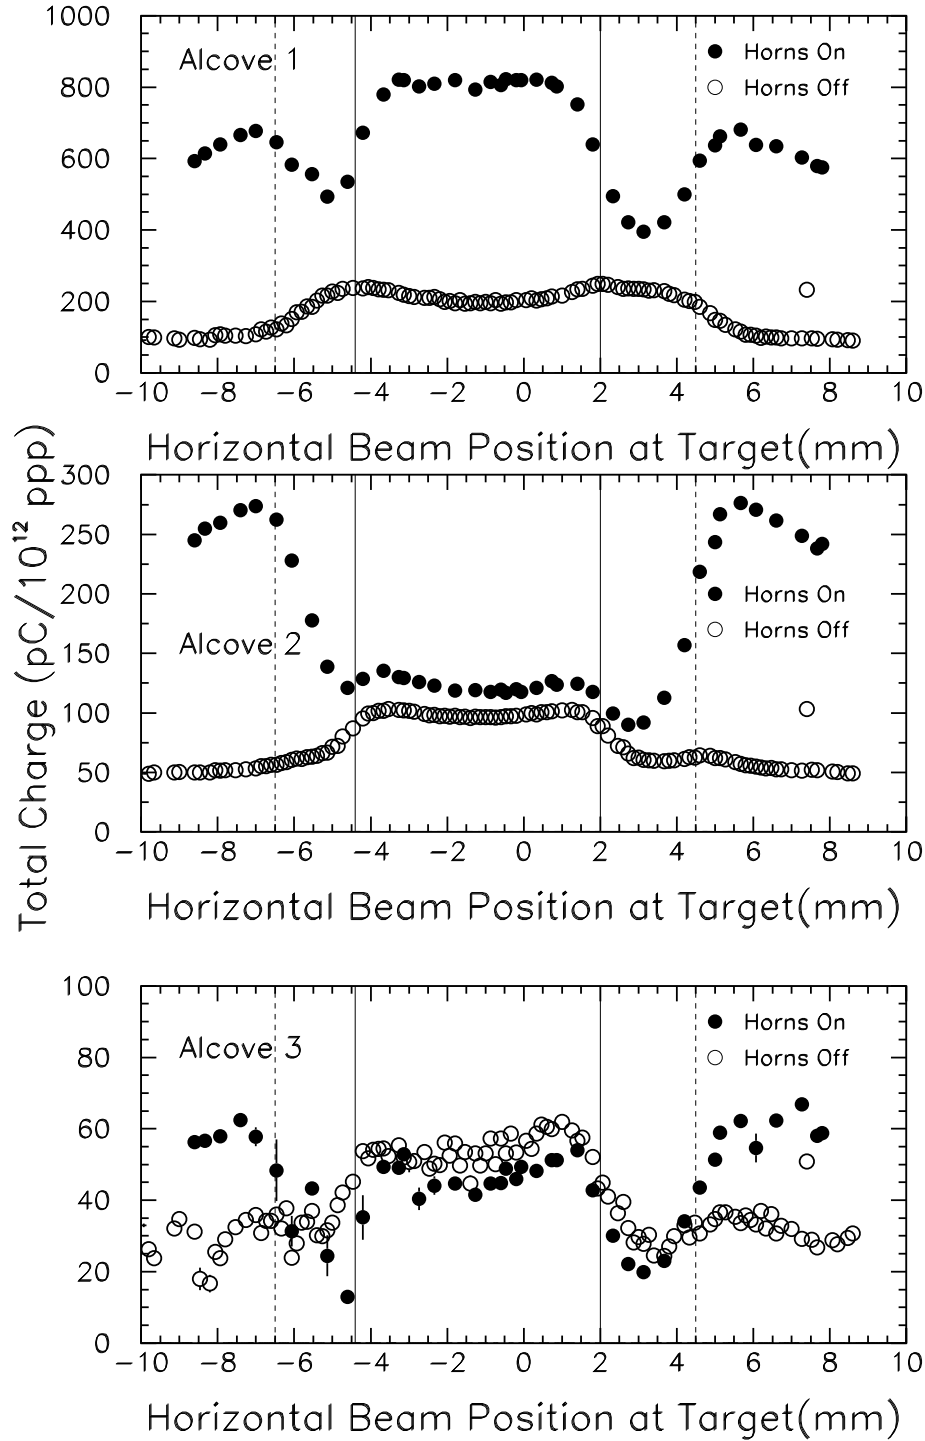 1000
Alcove 1
Horns On
800
Horns Off
600
400
200
0
−10 −8 −6 −4 −2 0 2 4 6 8 10
Horizontal Beam Position at Target(mm)
Total Charge (pC/10¹² ppp)
300
250
200
Horns On
Horns Off
Alcove 2
150
100
50
0
−10 −8 −6 −4 −2 0 2 4 6 8 10
Horizontal Beam Position at Target(mm)
100
Horns On
Alcove 3
Horns Off
80
60
40
20
0
−10 −8 −6 −4 −2 0 2 4 6 8 10
Horizontal Beam Position at Target(mm)